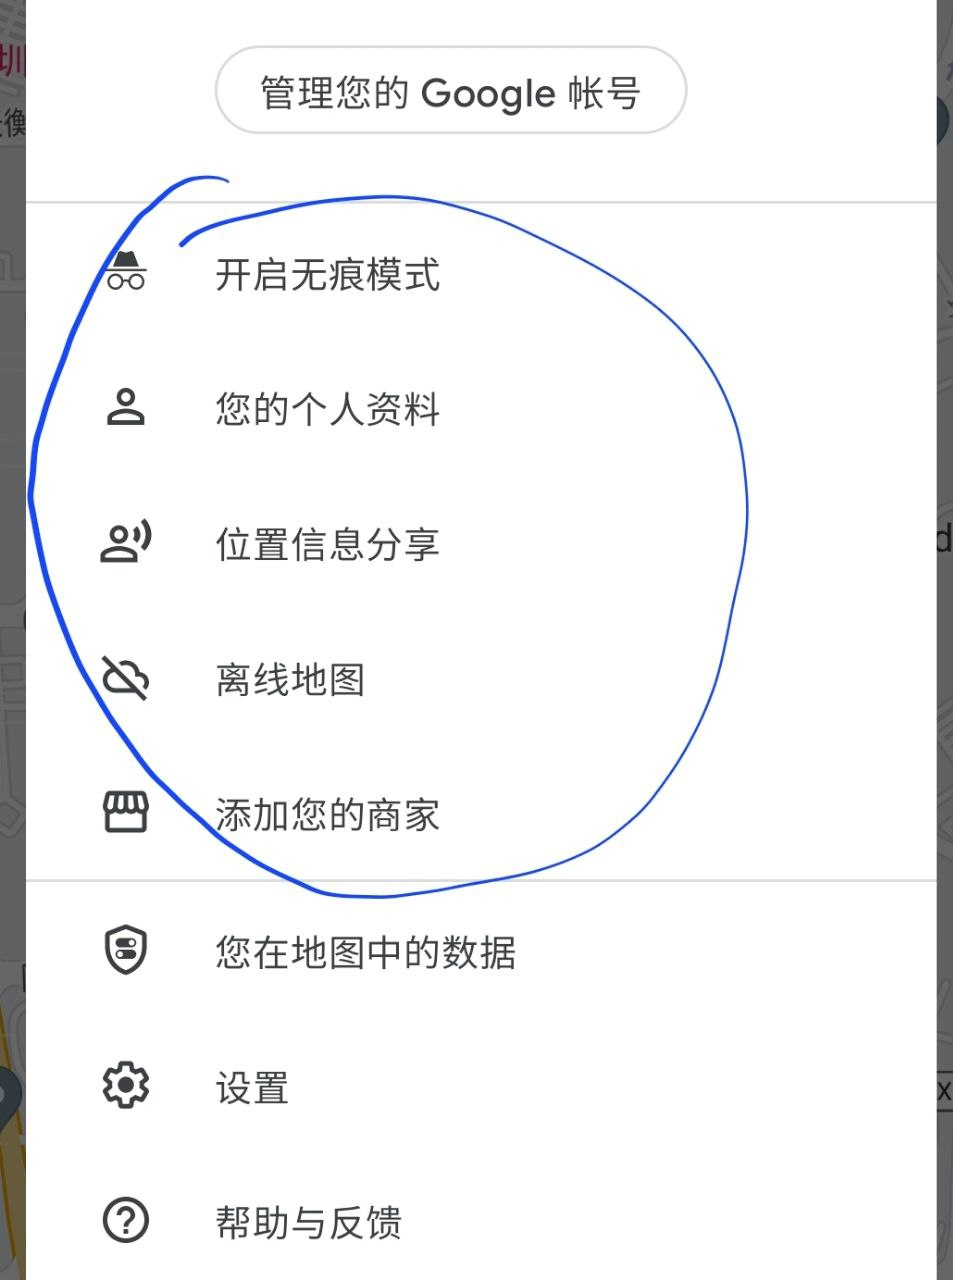 圳
管理您的 Google 帐号
开启无痕模式
您的个人资料
位置信息分享
d
离线地图
添加您的商家
您在地图中的数据
设置
X
帮助与反馈